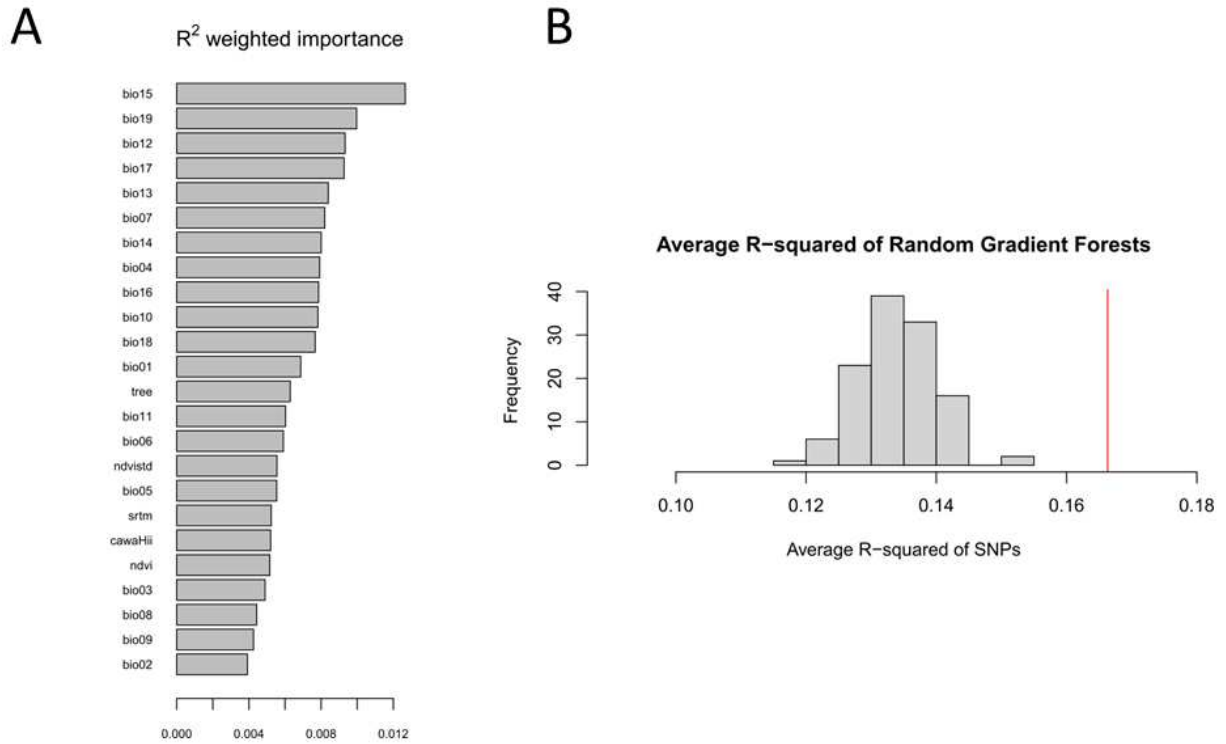 A
R² weighted importance
bio15
bio19
bio12
bio17
bio13
bio07
bio14
bio04
bio16
bio10
bio18
bio01
tree
bio11
bio06
ndvistd
bio05
srtm
cawaHii
ndvi
bio03
bio08
bio09
bio02
0.000 0.004 0.008 0.012
B
Average R−squared of Random Gradient Forests
Frequency
40
30
20
10
0
0.10 0.12 0.14 0.16 0.18
Average R−squared of SNPs